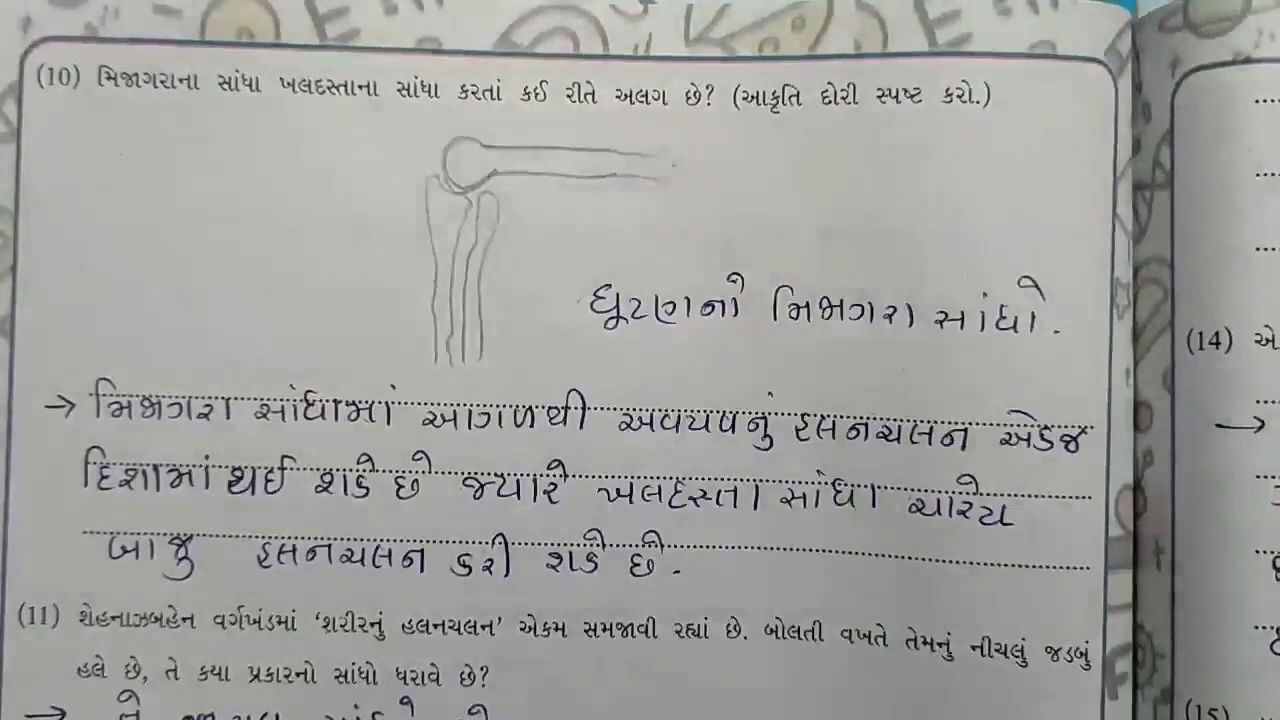 (10) મિજાગરાના સાંધા ખલદસ્તાના સાંધા કરતાં કઈ રીતે અલગ છે? (આકૃતિ દોરી સ્પષ્ટ કરો.)
ઘૂટણનો મિજાગરા સાંધો.
→ મિજાગરા સાંધામાં આગળથી અવયવનું હલનચલન એકજ
દિશામાં થઈ શકે છે જ્યારે ખલદસ્તા સાંધા ચારેય
બાજુ હલનચલન કરી શકે છે.
(11) શેહનાઝબહેન વર્ગખંડમાં ‘શરીરનું હલનચલન’ એકમ સમજાવી રહ્યાં છે. બોલતી વખતે તેમનું નીચલું જડબું
હલે છે, તે કયા પ્રકારનો સાંધો ધરાવે છે?
(14) એ
→
(15)